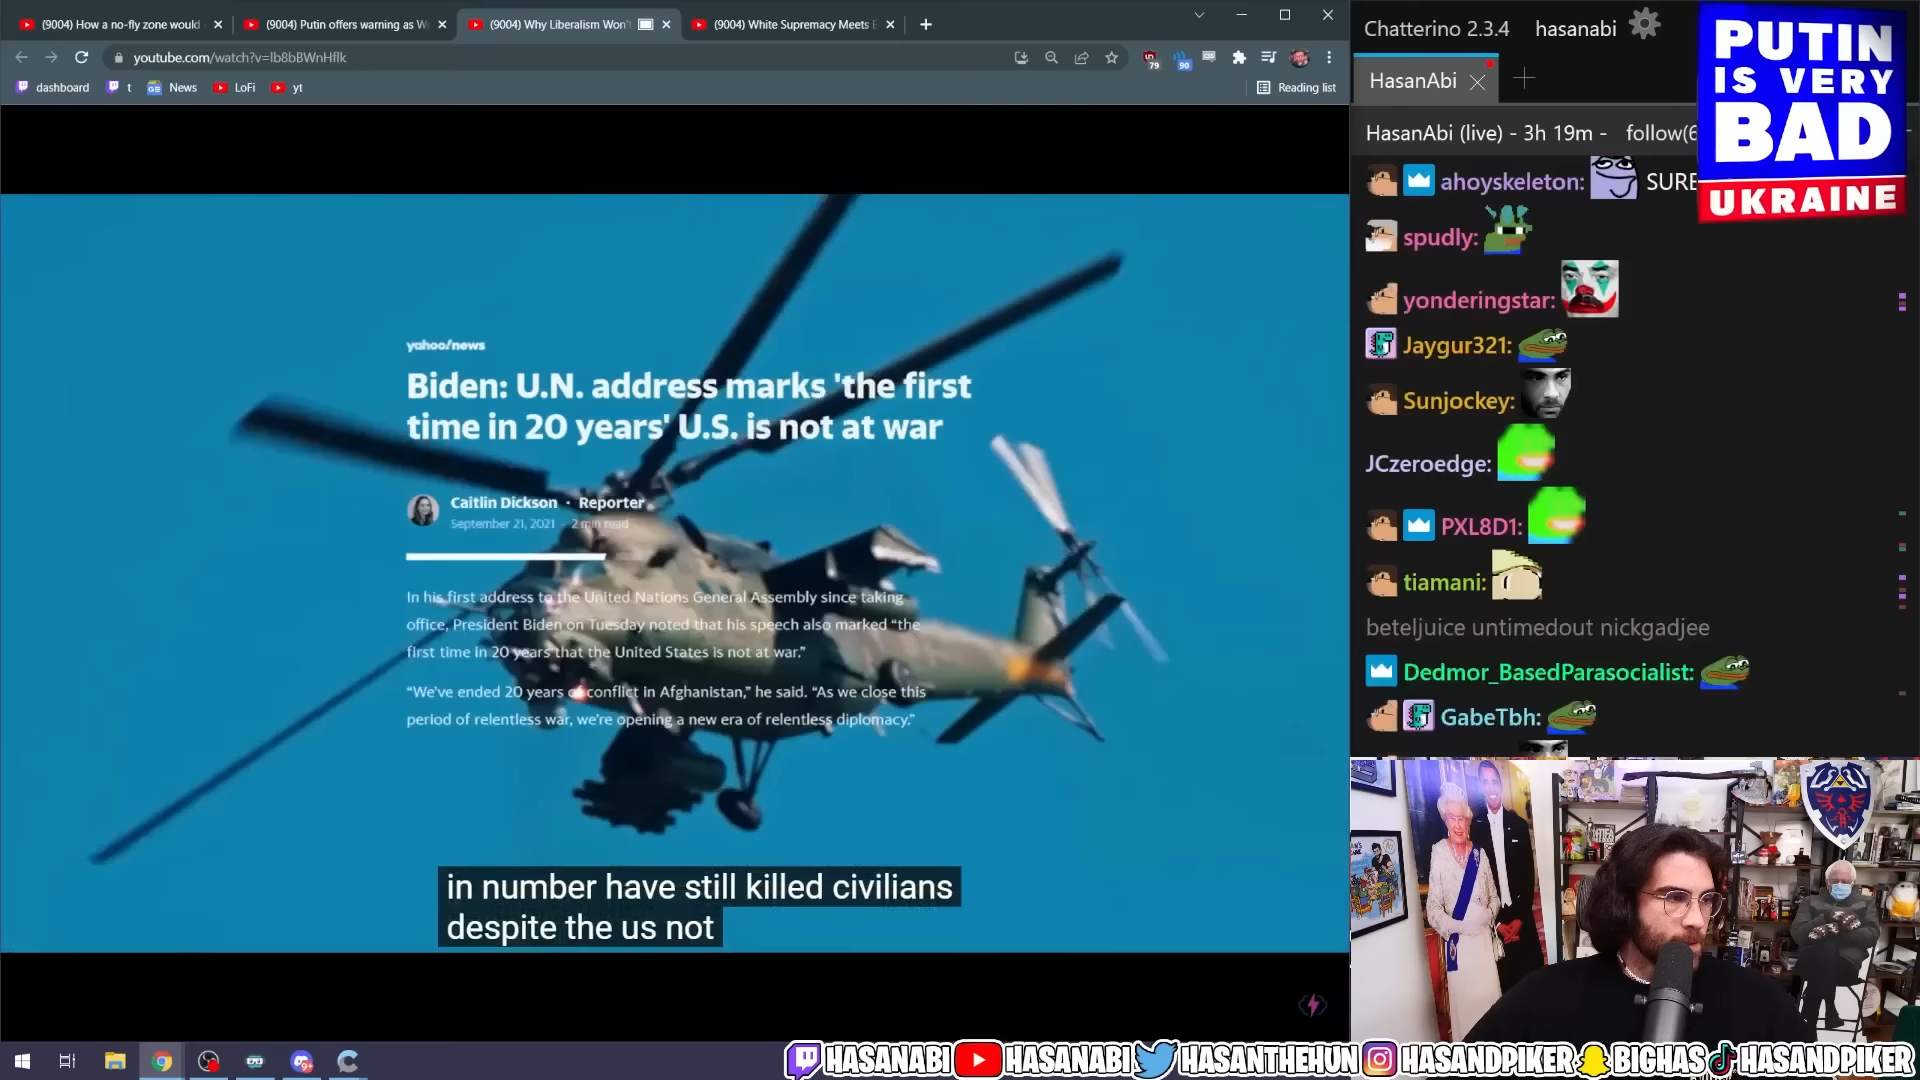 (9004) How a no-fly zone would
(9004) Putin offers warning as W
(9004) Why Liberalism Won'
(9004) White Supremacy Meets E
youtube.com/watch?v=lb8bBWnHflk
79
90
dashboard
t
News
LoFi
yt
Reading list
yahoo/news
Biden: U.N. address marks 'the first
time in 20 years' U.S. is not at war
Caitlin Dickson · Reporter
September 21, 2021 · 2 min read
In his first address to the United Nations General Assembly since taking
office, President Biden on Tuesday noted that his speech also marked “the
first time in 20 years that the United States is not at war.”
“We’ve ended 20 years of conflict in Afghanistan,” he said. “As we close this
period of relentless war, we’re opening a new era of relentless diplomacy.”
in number have still killed civilians
despite the us not
Chatterino 2.3.4
hasanabi
HasanAbi
HasanAbi (live) - 3h 19m -
follow(6
PUTIN
IS VERY
BAD
UKRAINE
ahoyskeleton: SURE
spudly:
yonderingstar:
Jaygur321:
Sunjockey:
JCzeroedge:
PXL8D1:
tiamani:
beteljuice untimedout nickgadjee
Dedmor_BasedParasocialist:
GabeTbh:
HASANABI
HASANABI
HASANTHEHUN
HASANDPIKER
BIGHAS
HASANDPIKER